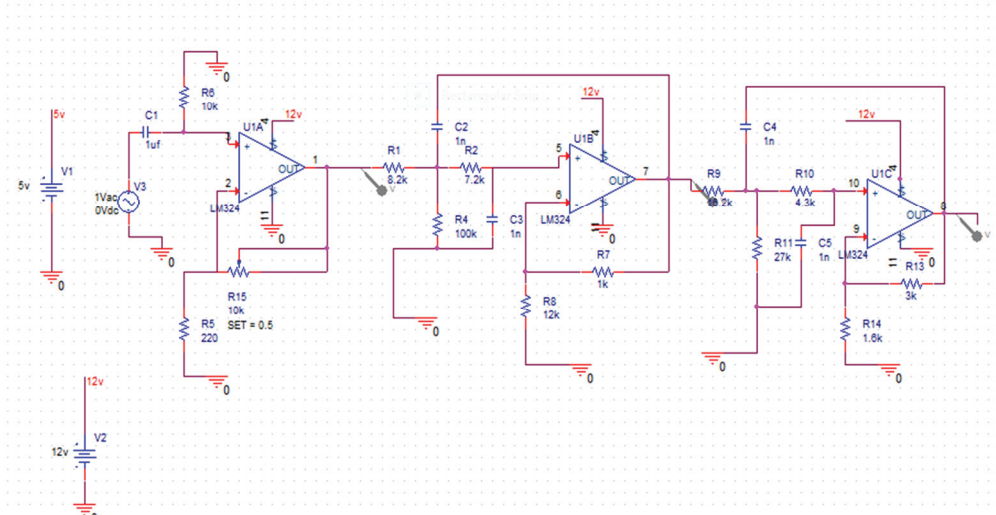 5v
5v
V1
0
1Vac
0Vdc
V3
0
C1
1uf
R6
10k
0
U1A
3
2
+
-
4
12v
OUT
1
11
0
LM324
R15
10k
SET = 0.5
R5
220
0
12v
12v
V2
0
R1
8.2k
V
C2
1n
R2
7.2k
R4
100k
C3
1n
0
12v
U1B
5
6
+
-
4
OUT
7
LM324
11
0
R7
1k
R8
12k
0
R9
C4
1n
R10
4.3k
R11
27k
C5
1n
0
12v
U1C
10
9
+
-
4
OUT
8
LM324
11
0
V
R13
3k
R14
1.6k
0